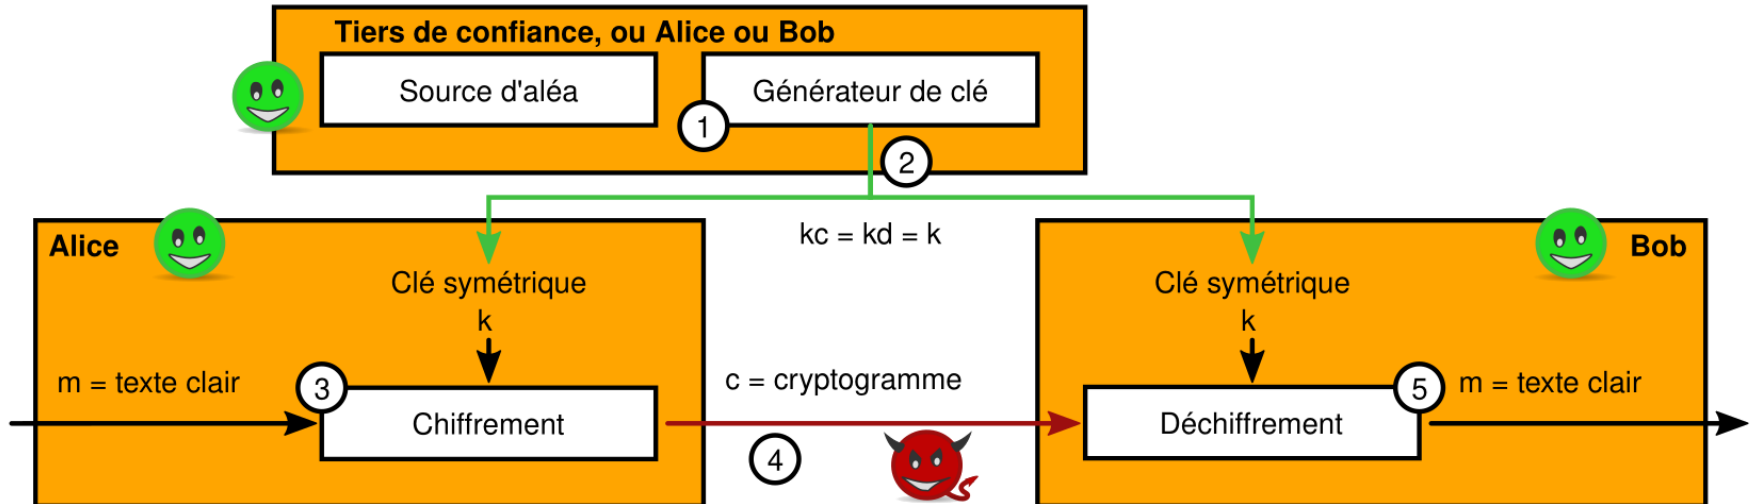 Tiers de confiance, ou Alice ou Bob
Source d'aléa
Générateur de clé
1
2
Alice
kc = kd = k
Bob
Clé symétrique
k
Clé symétrique
k
m = texte clair
3
Chiffrement
c = cryptogramme
4
Déchiffrement
5
m = texte clair